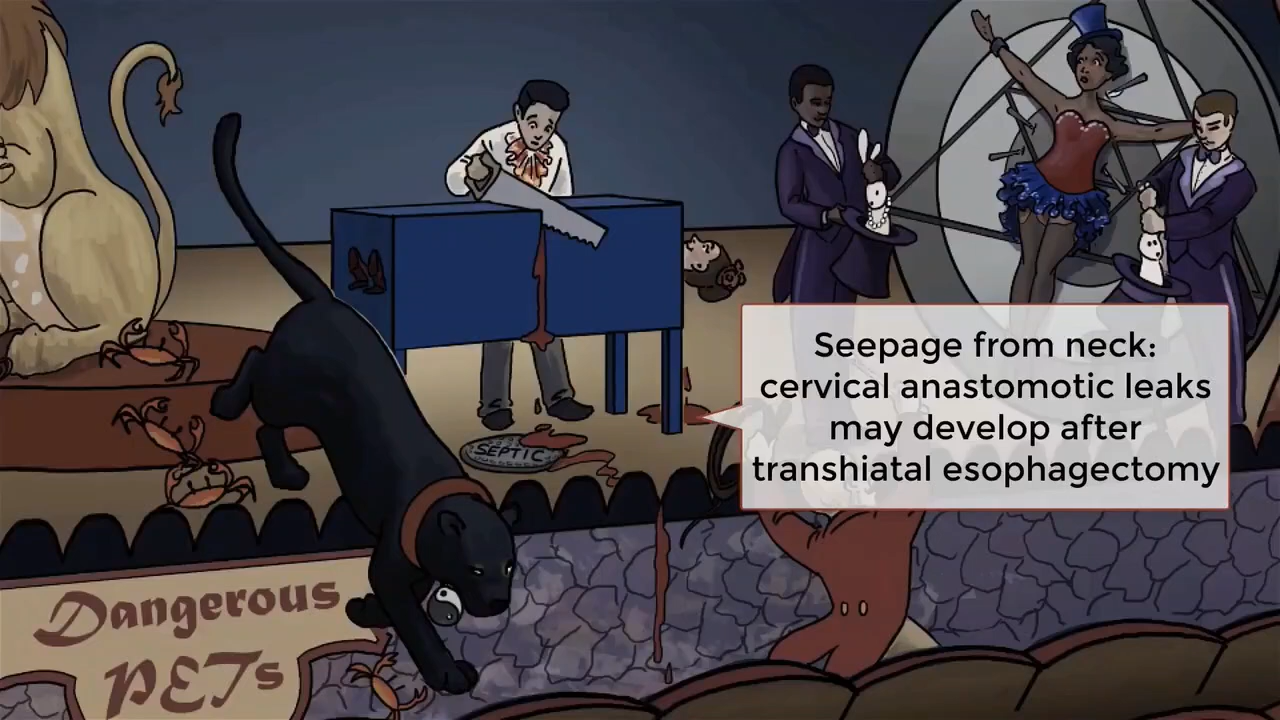 Seepage from neck:
cervical anastomotic leaks
may develop after
transhiatal esophagectomy
SEPTIC
Dangerous
PETs